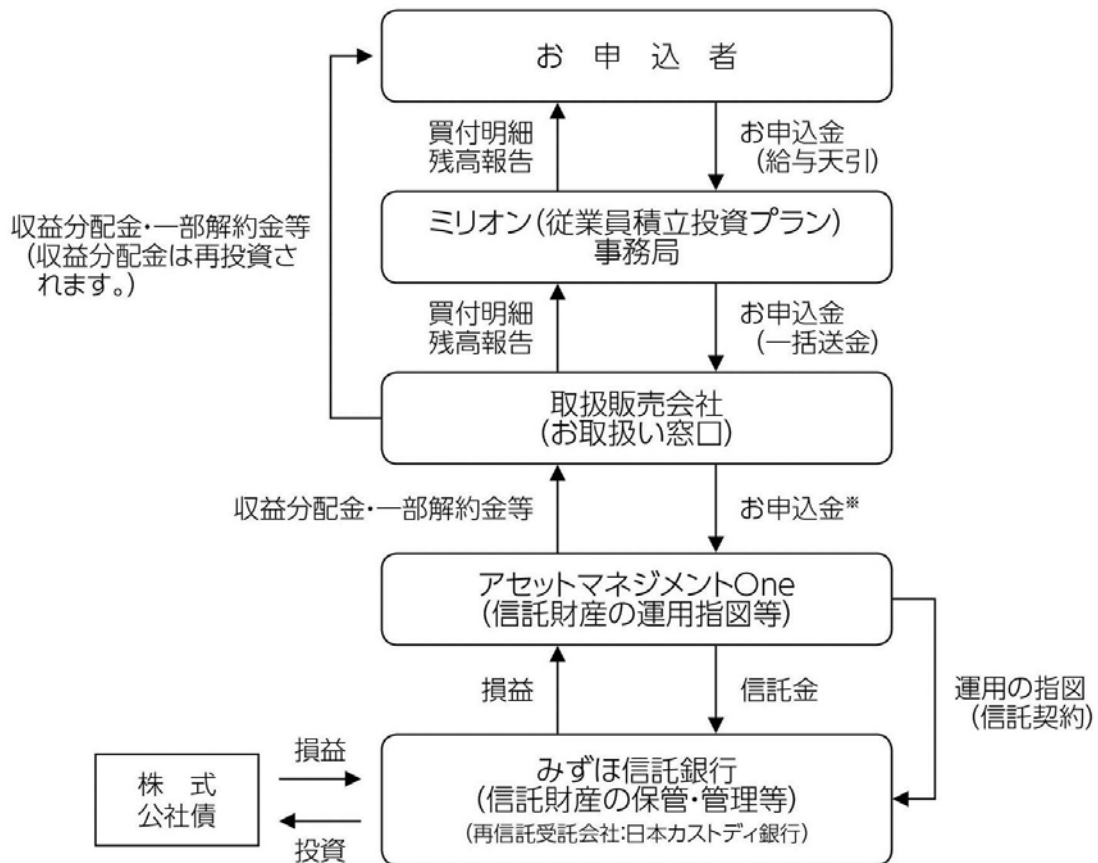 お 申 込 者
買付明細
残高報告
お申込金
(給与天引)
収益分配金・一部解約金等
(収益分配金は再投資さ
れます。)
ミリオン(従業員積立投資プラン)
事務局
買付明細
残高報告
お申込金
(一括送金)
取扱販売会社
(お取扱い窓口)
収益分配金・一部解約金等
お申込金※
アセットマネジメントOne
(信託財産の運用指図等)
損益
信託金
運用の指図
(信託契約)
みずほ信託銀行
(信託財産の保管・管理等)
(再信託受託会社:日本カストディ銀行)
損益
株 式
公社債
投資